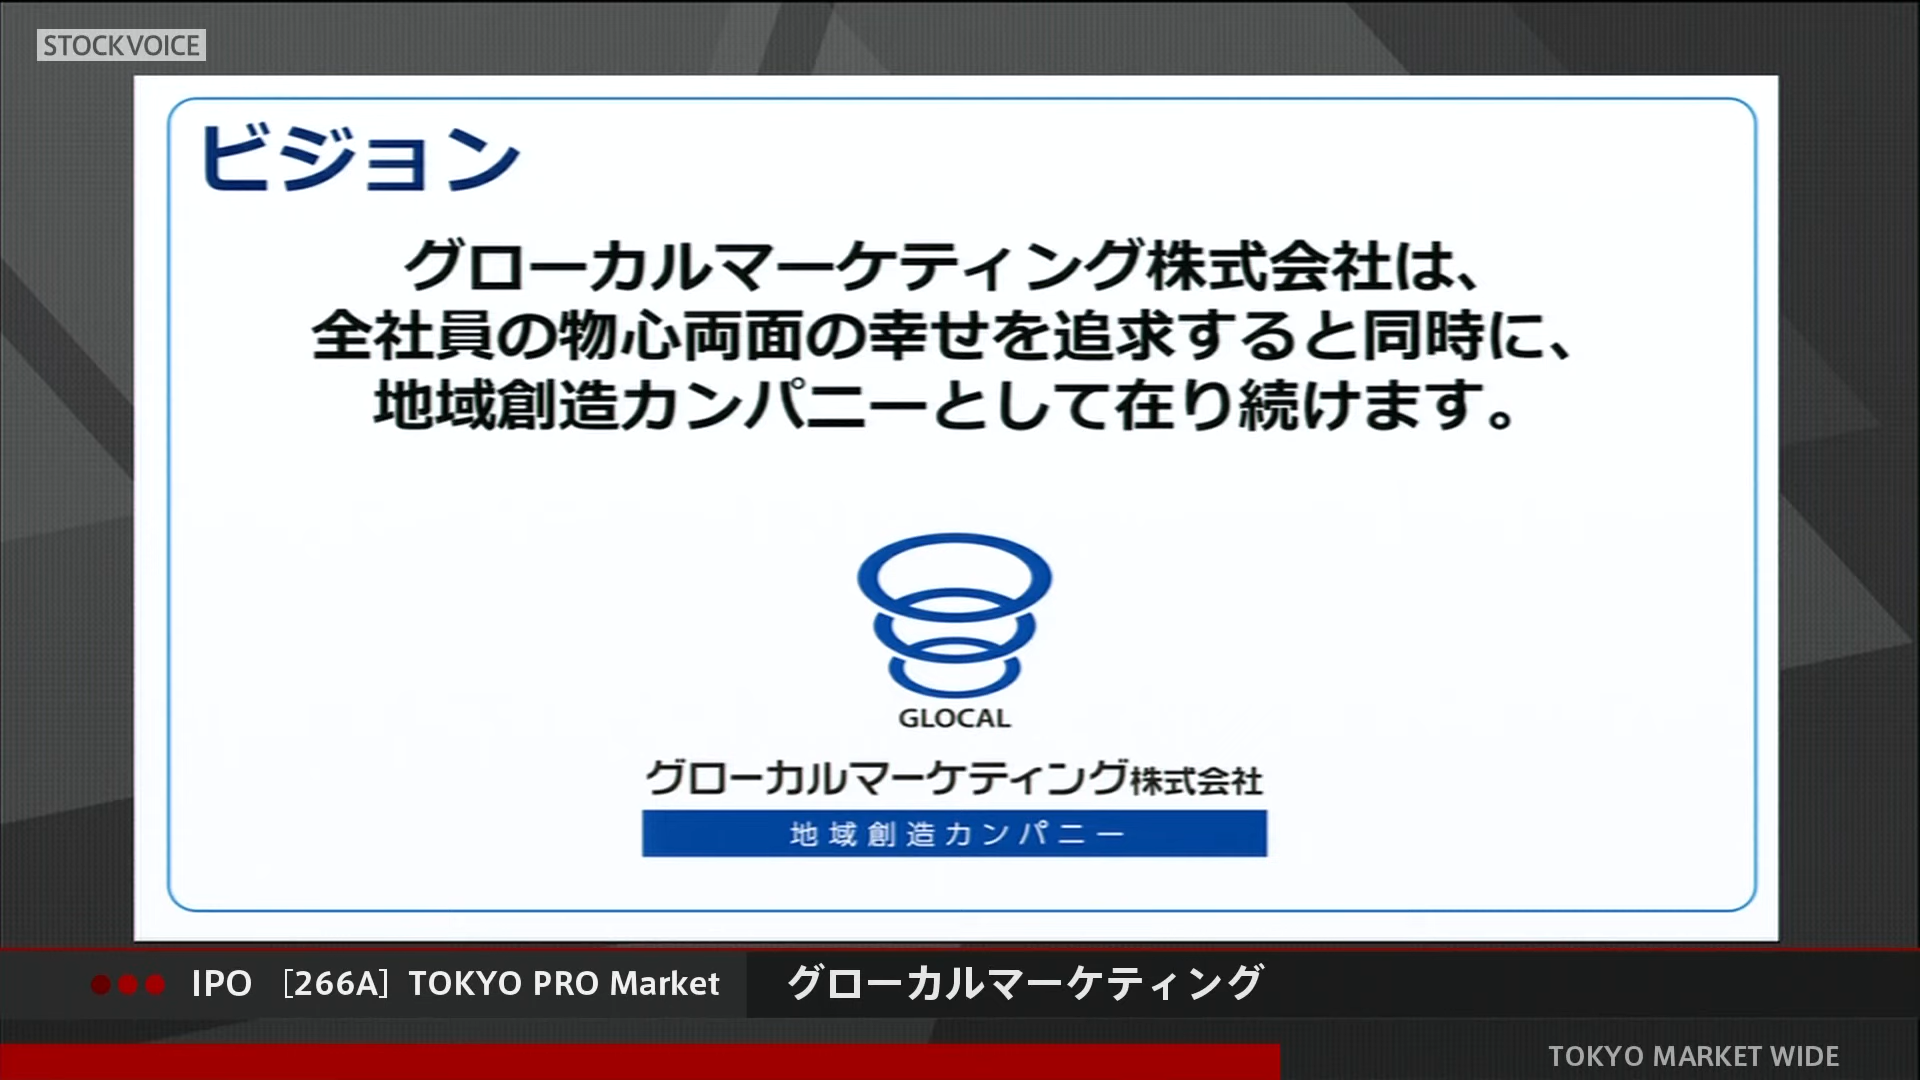 STOCKVOICE
ビジョン
グローカルマーケティング株式会社は、
全社員の物心両面の幸せを追求すると同時に、
地域創造カンパニーとして在り続けます。
GLOCAL
グローカルマーケティング株式会社
地域創造カンパニー
IPO [266A] TOKYO PRO Market グローカルマーケティング
TOKYO MARKET WIDE